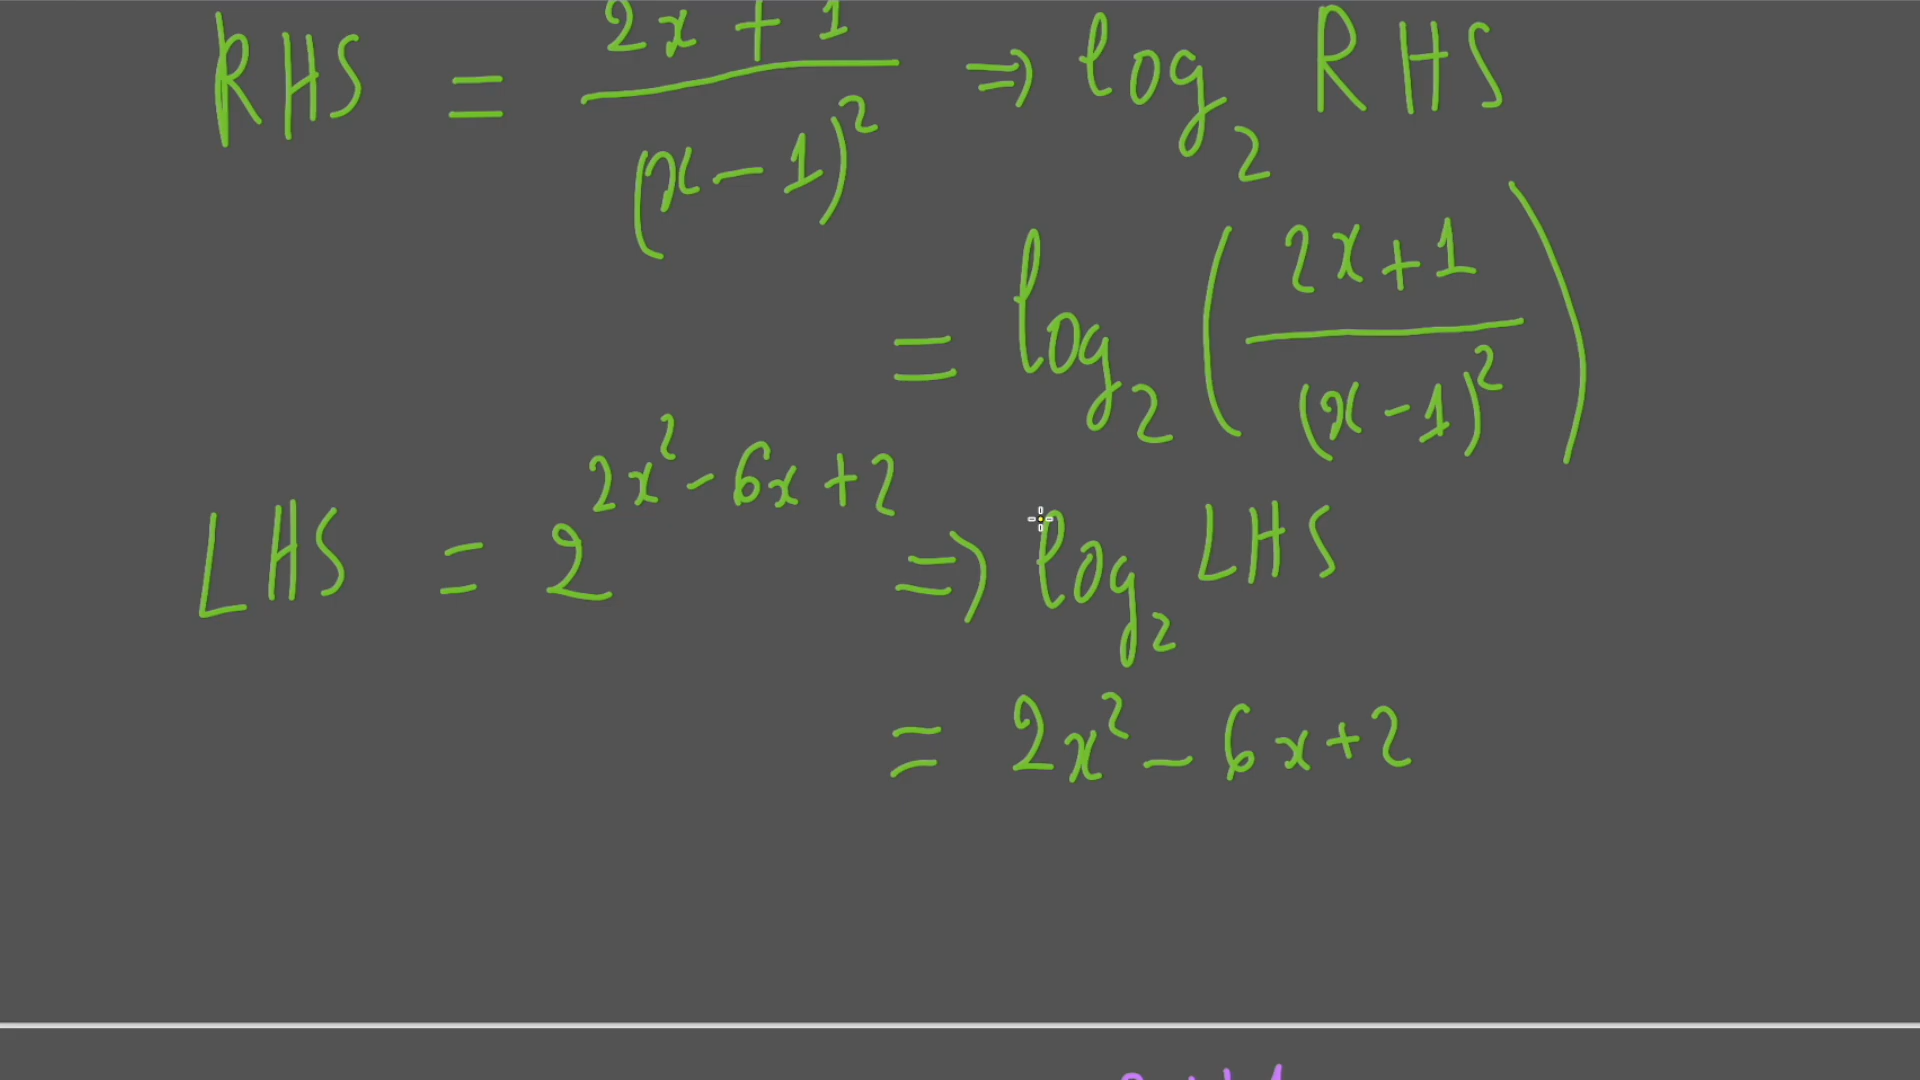 RHS = (2x + 1)/(x - 1)² ⇒ log₂ RHS
= log₂ ((2x+1)/(x-1)²)
LHS = 2^(2x² - 6x + 2) ⇒ log₂ LHS
= 2x² - 6x + 2